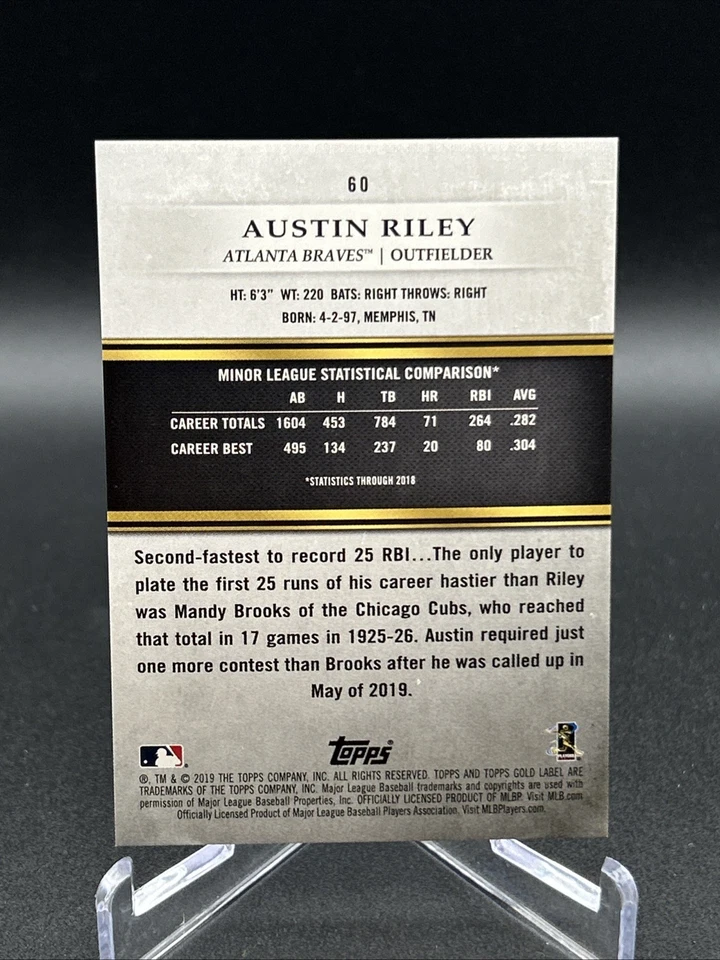 60
AUSTIN RILEY
ATLANTA BRAVES™ | OUTFIELDER
HT: 6'3" WT: 220 BATS: RIGHT THROWS: RIGHT
BORN: 4-2-97, MEMPHIS, TN
MINOR LEAGUE STATISTICAL COMPARISON*
AB H TB HR RBI AVG
CAREER TOTALS 1604 453 784 71 264 .282
CAREER BEST 495 134 237 20 80 .304
*STATISTICS THROUGH 2018
Second-fastest to record 25 RBI...The only player to
plate the first 25 runs of his career hastier than Riley
was Mandy Brooks of the Chicago Cubs, who reached
that total in 17 games in 1925-26. Austin required just
one more contest than Brooks after he was called up in
May of 2019.
Topps
®, TM & © 2019 THE TOPPS COMPANY, INC. ALL RIGHTS RESERVED. TOPPS AND TOPPS GOLD LABEL ARE
TRADEMARKS OF THE TOPPS COMPANY, INC. Major League Baseball trademarks and copyrights are used with
permission of Major League Baseball Properties, Inc. OFFICIALLY LICENSED PRODUCT OF MLBP. Visit MLB.com
Officially Licensed Product of Major League Baseball Players Association. Visit MLBPlayers.com.